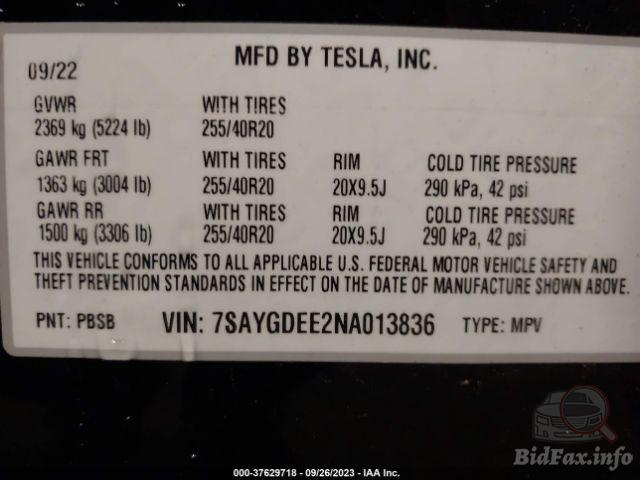 MFD BY TESLA, INC.
09/22
GVWR WITH TIRES
2369 kg (5224 lb) 255/40R20
GAWR FRT WITH TIRES RIM COLD TIRE PRESSURE
1363 kg (3004 lb) 255/40R20 20X9.5J 290 kPa, 42 psi
GAWR RR WITH TIRES RIM COLD TIRE PRESSURE
1500 kg (3306 lb) 255/40R20 20X9.5J 290 kPa, 42 psi
THIS VEHICLE CONFORMS TO ALL APPLICABLE U.S. FEDERAL MOTOR VEHICLE SAFETY AND
THEFT PREVENTION STANDARDS IN EFFECT ON THE DATE OF MANUFACTURE SHOWN ABOVE.
PNT: PBSB VIN: 7SAYGDEE2NA013836 TYPE: MPV
BidFax.info
000-37629718 - 09/26/2023 - IAA Inc.